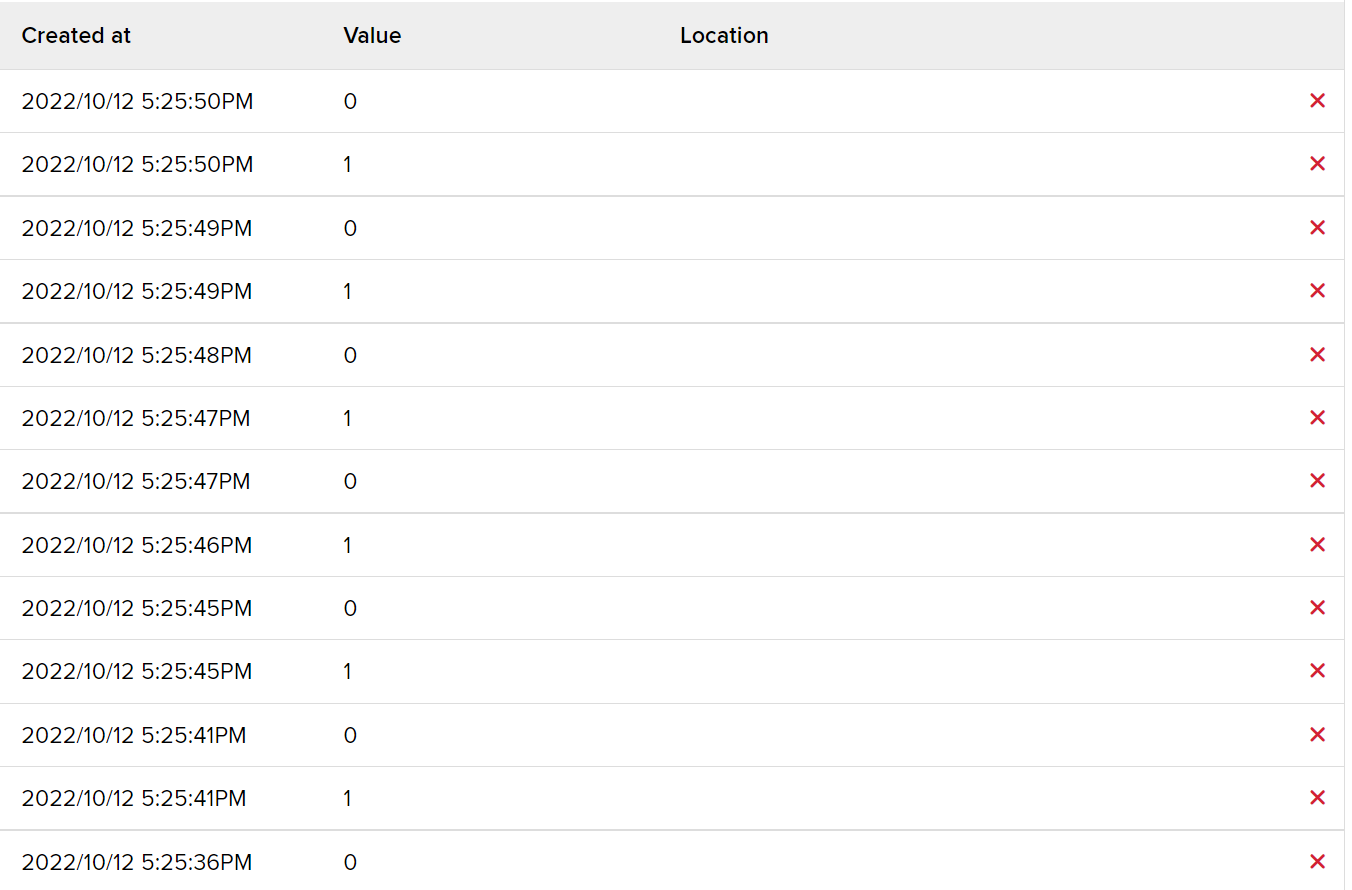 Created at Value Location
2022/10/12 5:25:50PM 0
2022/10/12 5:25:50PM 1
2022/10/12 5:25:49PM 0
2022/10/12 5:25:49PM 1
2022/10/12 5:25:48PM 0
2022/10/12 5:25:47PM 1
2022/10/12 5:25:47PM 0
2022/10/12 5:25:46PM 1
2022/10/12 5:25:45PM 0
2022/10/12 5:25:45PM 1
2022/10/12 5:25:41PM 0
2022/10/12 5:25:41PM 1
2022/10/12 5:25:36PM 0